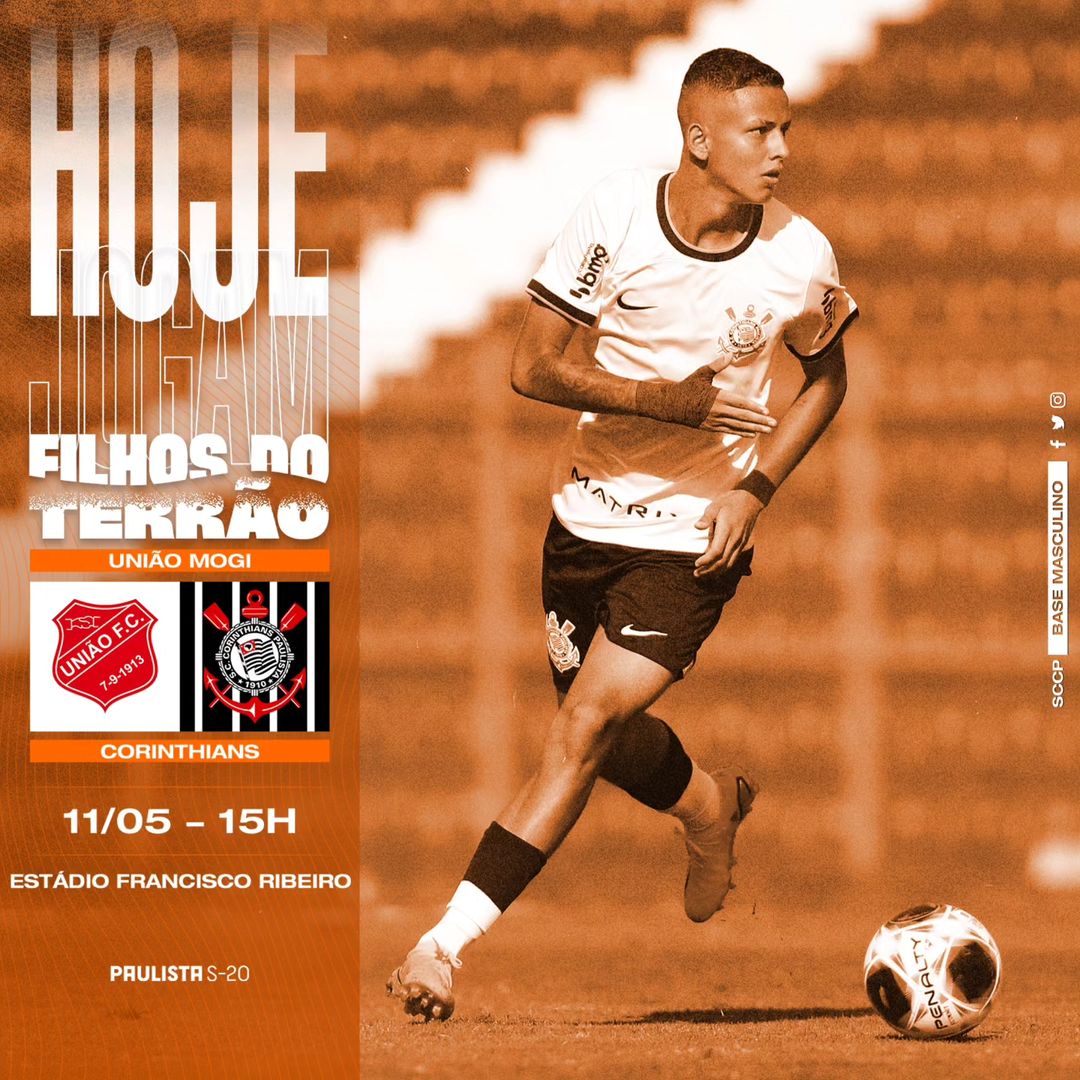 HOJE
JOGAM
FILHOS DO
TERRÃO
UNIÃO MOGI
UNIÃO F.C.
7-9-1913
S.C. CORINTHIANS PAULISTA
1910
CORINTHIANS
11/05 - 15H
ESTÁDIO FRANCISCO RIBEIRO
PAULISTA S-20
bmg
MATRI
PENALTY
SCCP BASE MASCULINO